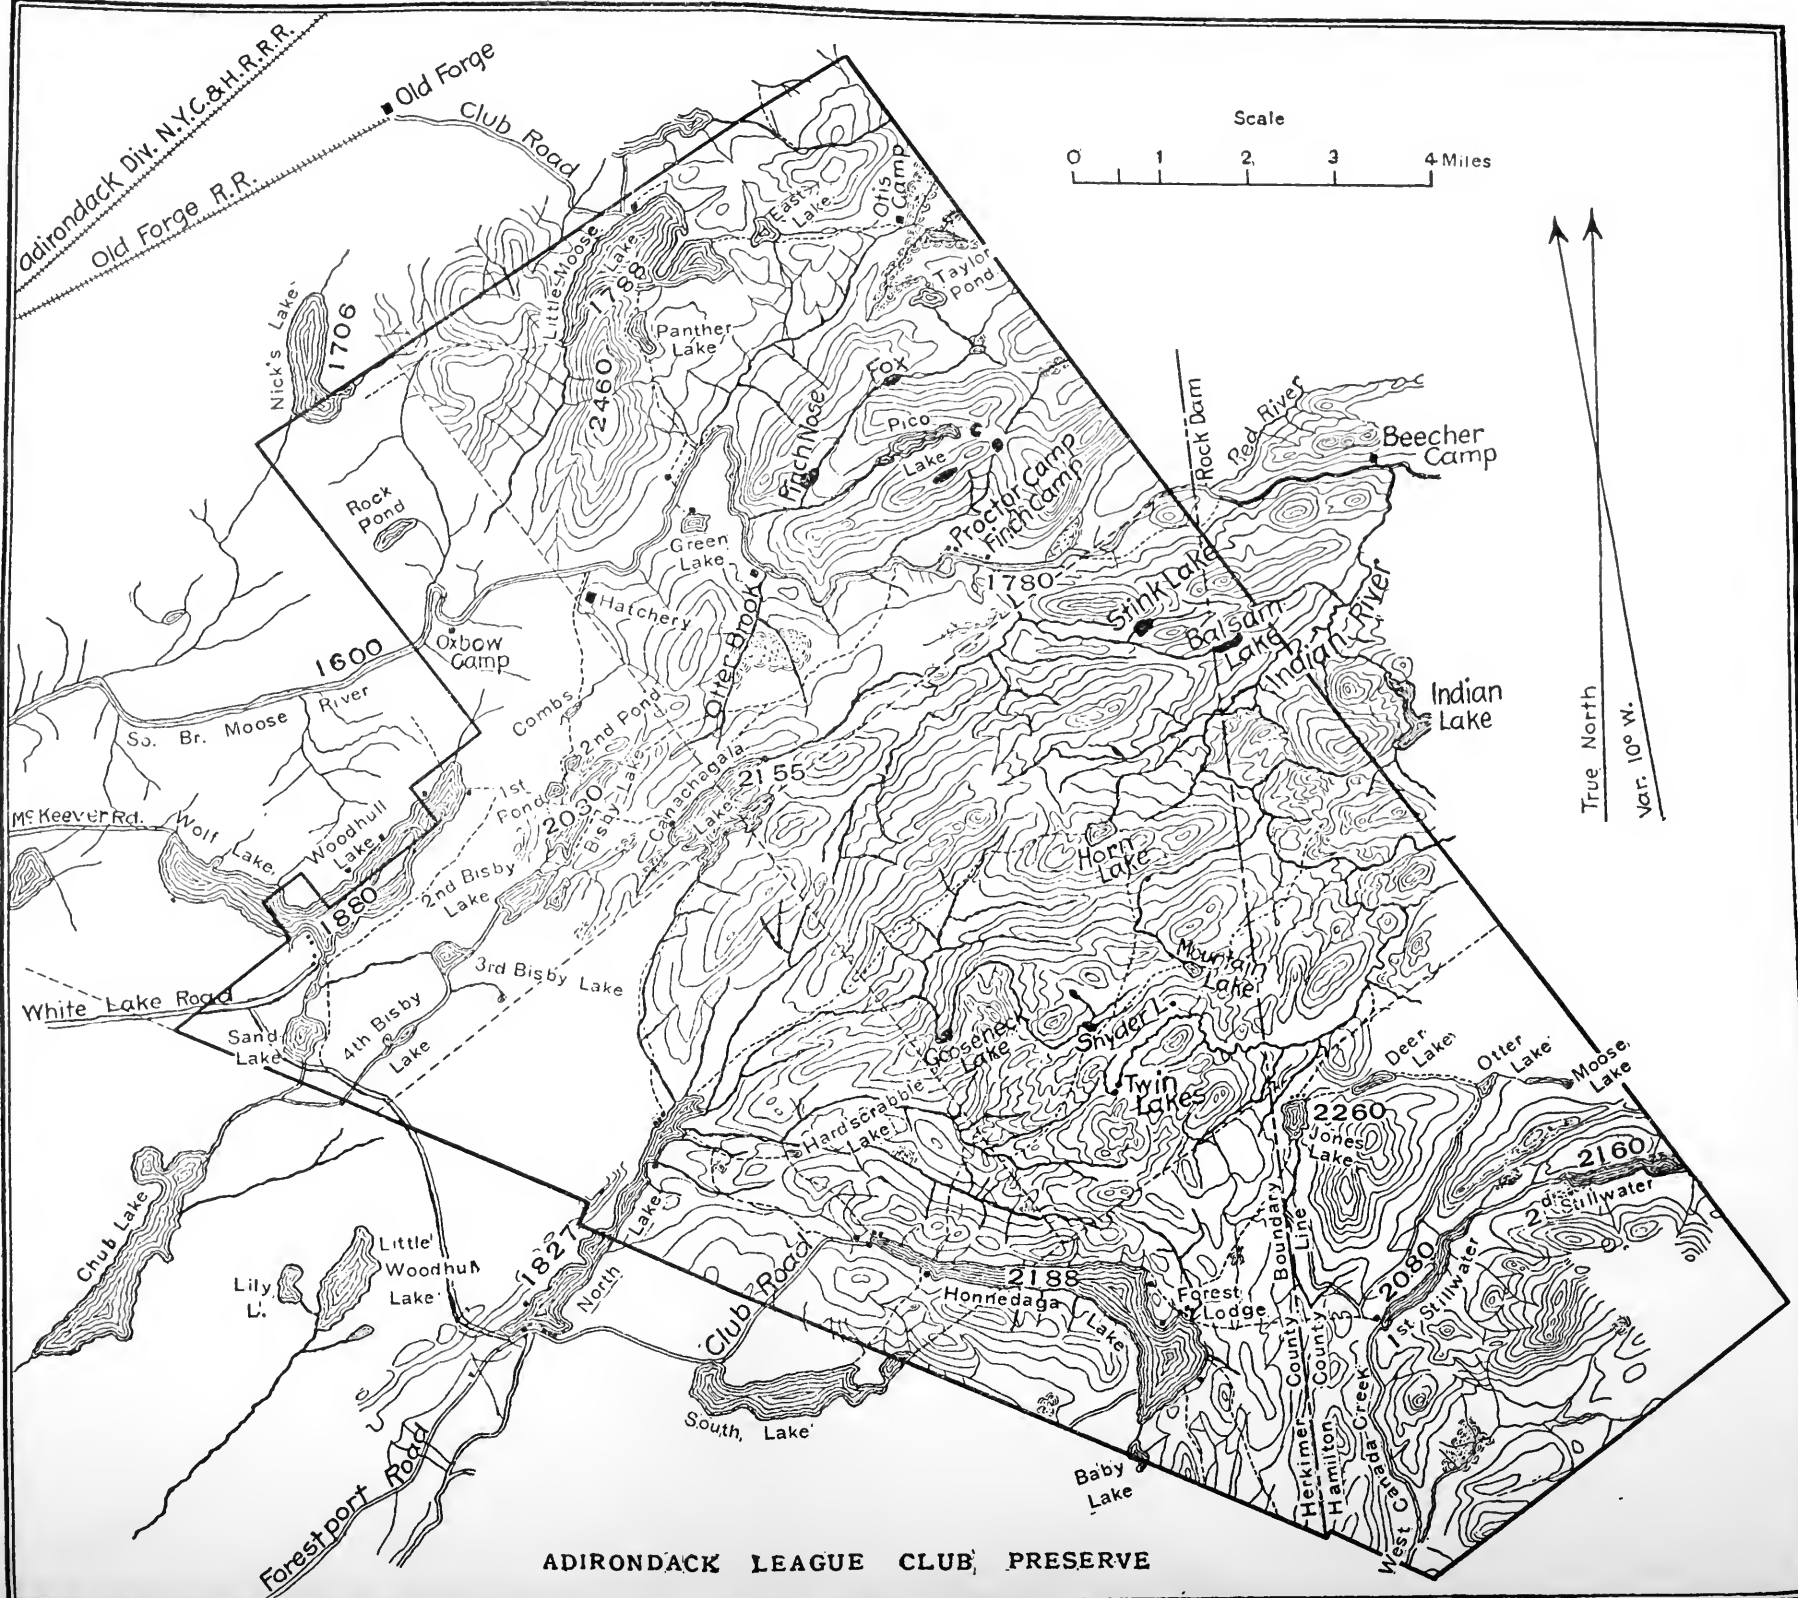 Adirondack Div. N.Y.C. & H.R.R.R.
Old Forge
Old Forge R.R.
Club Road
Scale
0 1 2 3 4 Miles
Otis
Camp
East
Lake
Little Moose
Lake
1788
Taylor
Pond
Nick's Lake
1706
Panther
Lake
2460
Fox
Pinch Nose
Pico
Lake
Rock Dam
Red River
Beecher
Camp
Rock
Pond
Proctor Camp
Finch Camp
Green
Lake
1780
Stink Lake
Balsam
Lake
Indian River
Indian
Lake
True North
Var. 10° W.
Hatchery
Otter Brook
Oxbow
Camp
1600
So. Br. Moose River
Combs
2nd Pond
1st
Pond
2030
Bisby Lake
Canachagala
Lake
2155
McKeever Rd.
Wolf Lake
Woodhull
Lake
1880
2nd Bisby
Lake
Horn
Lake
3rd Bisby Lake
White Lake Road
Sand
Lake
4th Bisby
Lake
Mountain
Lake
Gooseneck
Lake
Snyder L.
Twin
Lakes
Deer
Lake
Otter
Lake
Moose
Lake
Hardscrabble
Lake
2260
Jones
Lake
2160
2d Stillwater
Chub Lake
Lily
L.
Little
Woodhull
Lake
1827
North Lake
Club Road
2188
Honnedaga
Lake
Forest
Lodge
Boundary
Line
2080
1st Stillwater
Herkimer County
Hamilton County
West Canada Creek
South Lake
Baby
Lake
Forestport Road
ADIRONDACK LEAGUE CLUB PRESERVE